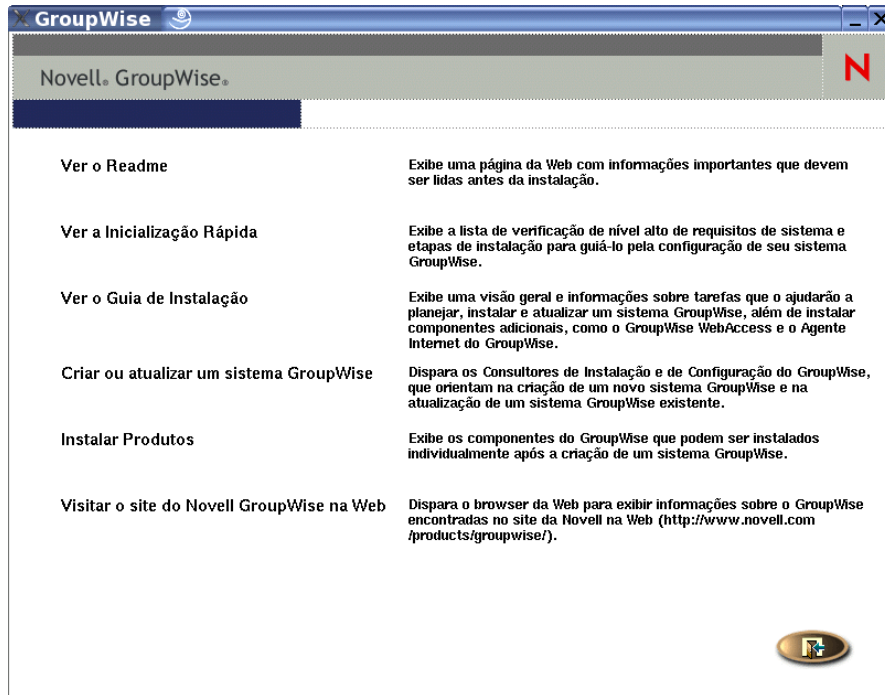 GroupWise
Novell® GroupWise®
N
Ver o Readme
Exibe uma página da Web com informações importantes que devem
ser lidas antes da instalação.
Ver a Inicialização Rápida
Exibe a lista de verificação de nível alto de requisitos de sistema e
etapas de instalação para guiá-lo pela configuração de seu sistema
GroupWise.
Ver o Guia de Instalação
Exibe uma visão geral e informações sobre tarefas que o ajudarão a
planejar, instalar e atualizar um sistema GroupWise, além de instalar
componentes adicionais, como o GroupWise WebAccess e o Agente
Internet do GroupWise.
Criar ou atualizar um sistema GroupWise
Dispara os Consultores de Instalação e de Configuração do GroupWise,
que orientam na criação de um novo sistema GroupWise e na
atualização de um sistema GroupWise existente.
Instalar Produtos
Exibe os componentes do GroupWise que podem ser instalados
individualmente após a criação de um sistema GroupWise.
Visitar o site do Novell GroupWise na Web
Dispara o browser da Web para exibir informações sobre o GroupWise
encontradas no site da Novell na Web (http://www.novell.com
/products/groupwise/).